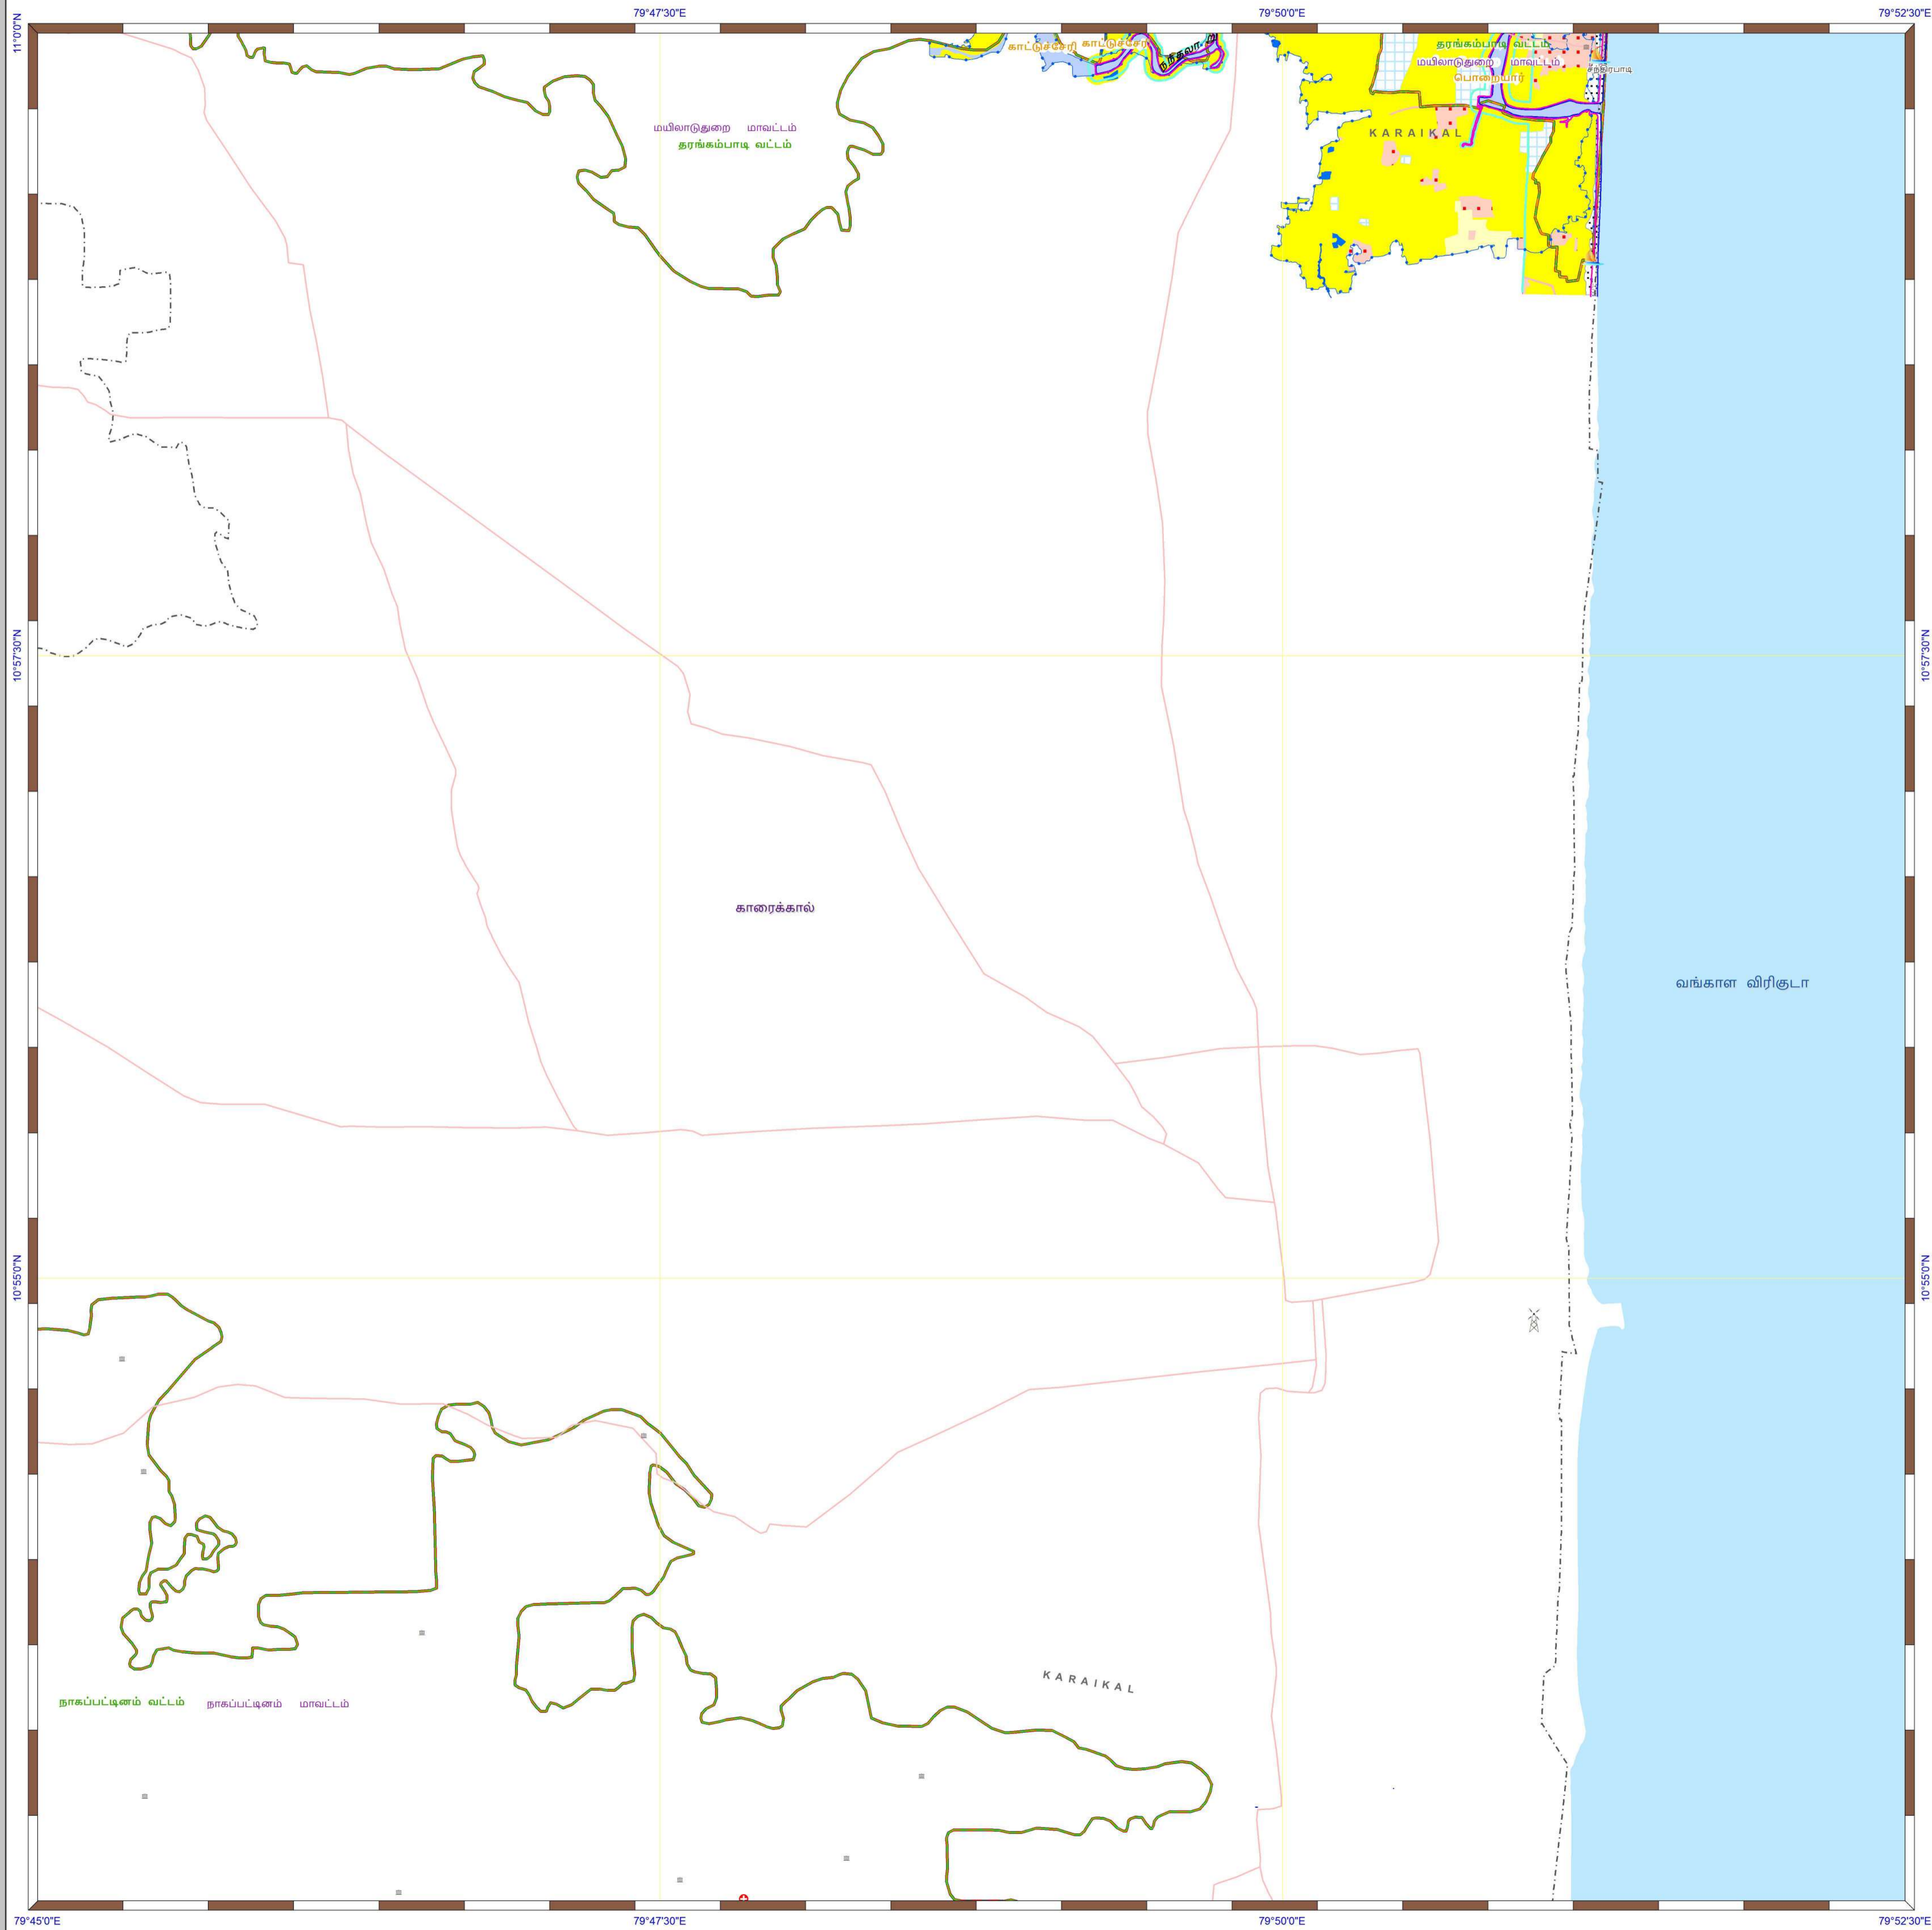 79°47'30"E
79°50'0"E
79°52'30"E
11°0'0"N
காட்டுச்சேரி
தரங்கம்பாடி வட்டம்
மயிலாடுதுறை மாவட்டம்
பொறையார்
KARAIKAL
மயிலாடுதுறை மாவட்டம்
தரங்கம்பாடி வட்டம்
10°57'30"N
10°57'30"N
காரைக்கால்
வங்காள விரிகுடா
10°55'0"N
10°55'0"N
KARAIKAL
நாகப்பட்டினம் வட்டம்
நாகப்பட்டினம் மாவட்டம்
79°45'0"E
79°47'30"E
79°50'0"E
79°52'30"E